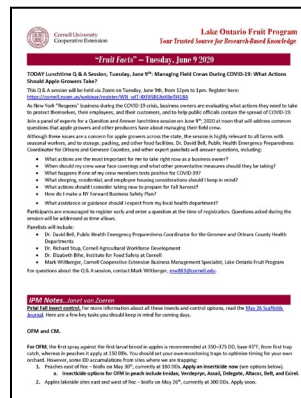 Cornell University
Cooperative Extension
Lake Ontario Fruit Program
Your Trusted Source for Research-Based Knowledge
"Fruit Facts" – Tuesday, June 9 2020
TODAY Lunchtime Q & A Session, Tuesday, June 9th: Managing Field Crews During COVID-19: What Actions
Should Apple Growers Take?
This Q & A session will be held via Zoom on Tuesday, June 9th, from 12pm to 1pm. Register here:
As New York "Reopens" business during the COVID-19 crisis, business owners are evaluating what actions they need to take
to protect themselves, their employees, and their customers, and to help public officials contain the spread of COVID-19.
Join a panel of experts for a Question and Answer lunchtime session on June 9th, 2020 at noon that will address common
questions that apple growers and other producers have about managing their field crew.
Although these issues are a concern for apple growers across the state, the session is highly relevant to all farms with
seasonal workers, and to storage, packing, and other food facilities. Dr. David Bell, Public Health Emergency Preparedness
Coordinator for Orleans and Genesee Counties, and other expert panelists will answer questions, including:
• What actions are the most important for me to take right now as a business owner?
• When should my crew wear face coverings and what other preventive measures should they be taking?
• What happens if one of my crew members tests positive for COVID-19?
• What sleeping, residential, and employee housing considerations should I keep in mind?
• What actions should I consider taking now to prepare for Fall harvest?
• How do I make a NY Forward Business Safety Plan?
• What assistance or guidance should I expect from my local health department?
Participants are encouraged to register early and enter a question at the time of registration. Questions asked during the
session will be addressed as time allows.
Panelists will include:
• Dr. David Bell, Public Health Emergency Preparedness Coordinator for the Genesee and Orleans County Health
Departments
• Dr. Richard Stup, Cornell Agricultural Workforce Development
• Dr. Elizabeth Bihn, Institute for Food Safety at Cornell
• Mark Wiltberger, Cornell Cooperative Extension Business Management Specialist, Lake Ontario Fruit Program
For questions about the Q & A session, contact Mark Wiltberger, mw883@cornell.edu.
IPM Notes...Janet van Zoeren
Petal Fall insect control. For more information about all these insects and control options, read the May 26 Scaffolds
Journal. Here are a few key tasks you should keep in mind for coming days.
OFM and CM.
For OFM, the first spray against the first larval brood in apples is recommended at 350–375 DD, base 45°F, from first trap
catch, whereas in peaches it apply at 150 DDs. You should set your own monitoring traps to optimize timing for your own
orchard. However, some DD accumulations from sites where we are trapping:
1. Peaches east of Roc – biofix on May 30th, currently at 180 DDs. Apply an insecticide now (see options below).
a. Insecticide options for OFM in peach include Imidan, Verdepryn, Assail, Delegate, Altacor, Belt, and Exirel.
2. Apples lakeside sites east and west of Roc – biofix on May 26th, currently at 300 DDs. Apply soon.